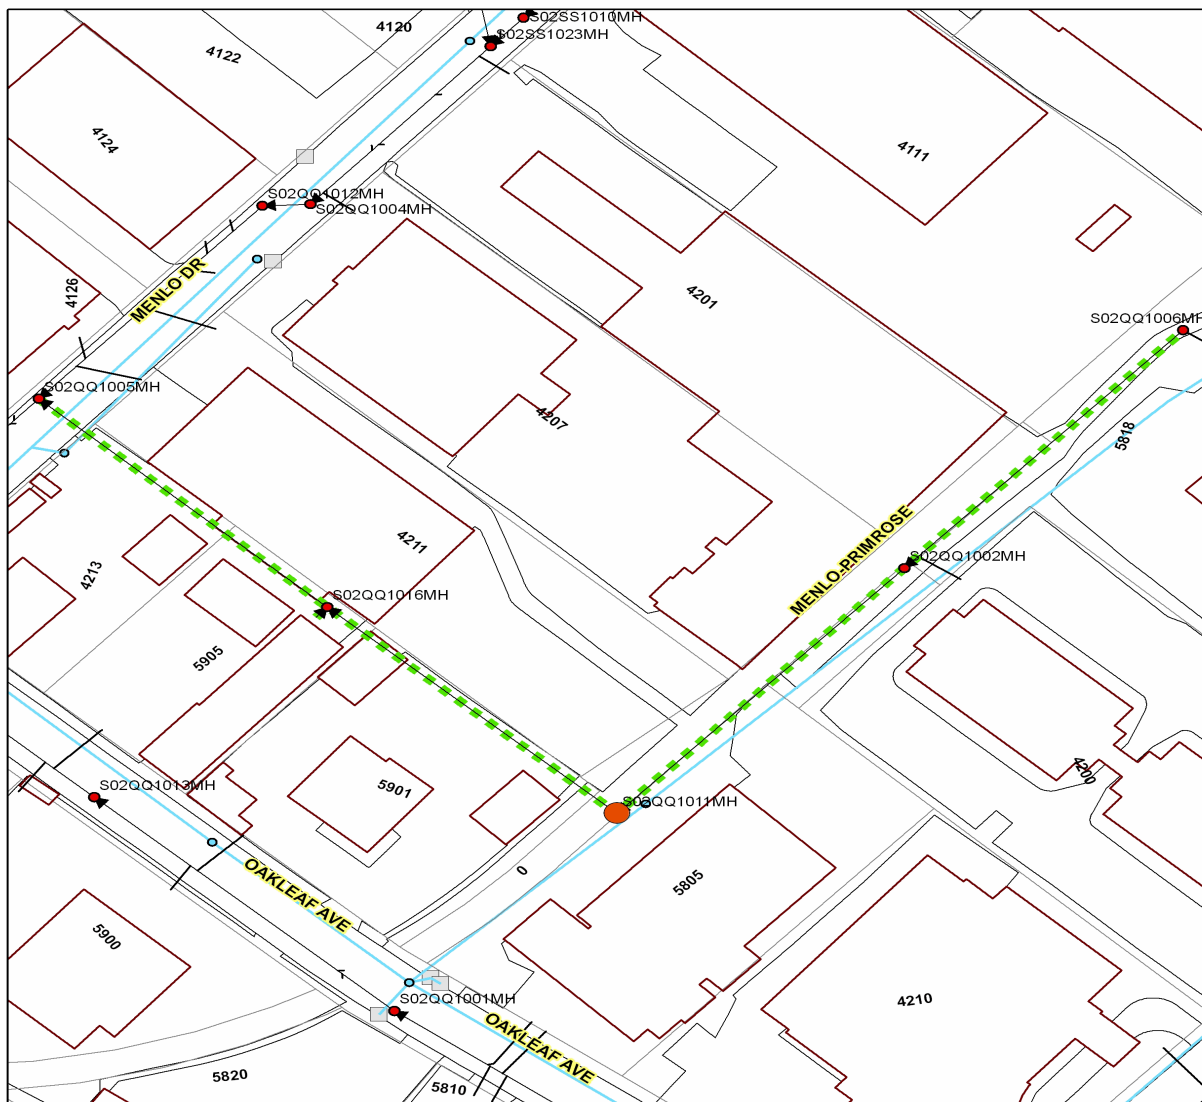 S02SS1010MH
4120
S02SS1023MH
4122
4124
4111
S02QQ1012MH
S02QQ1004MH
MENLO DR
4126
4201
S02QQ1006MH
S02QQ1005MH
4207
5818
4211
MENLO-PRIMROSE
S02QQ1002MH
4213
S02QQ1016MH
5905
4200
S02QQ1013MH
5901
S02QQ1011MH
0
5805
OAKLEAF AVE
5900
S02QQ1001MH
4210
OAKLEAF AVE
5820
5810